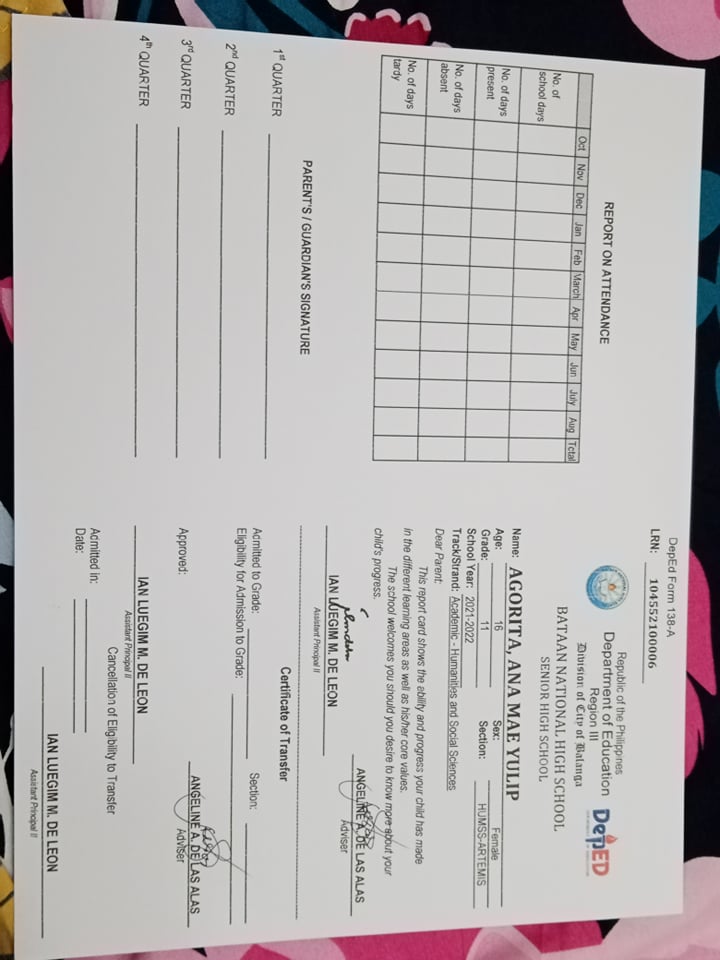 REPORT ON ATTENDANCE
Oct Nov Dec Jan Feb March Apr May Jun July Aug Total
No. of school days
No. of days present
No. of days absent
No. of days tardy
PARENT'S / GUARDIAN'S SIGNATURE
1st QUARTER
2nd QUARTER
3rd QUARTER
4th QUARTER
DepEd Form 138-A
LRN: 104552100006
Republic of the Philippines
Department of Education
Region III
Division of City of Balanga
DepED
BATAAN NATIONAL HIGH SCHOOL
SENIOR HIGH SCHOOL
Name: AGORITA, ANA MAE YULIP
Age: 16 Sex: Female
Grade: 11 Section: HUMSS-ARTEMIS
School Year: 2021-2022
Track/Strand: Academic - Humanities and Social Sciences
Dear Parent:
This report card shows the ability and progress your child has made
in the different learning areas as well as his/her core values.
The school welcomes you should you desire to know more about your
child's progress.
IAN LUEGIM M. DE LEON ANGELINE A. DE LAS ALAS
Assistant Principal II Adviser
Certificate of Transfer
Admitted to Grade: Section:
Eligibility for Admission to Grade:
ANGELINE A. DE LAS ALAS
Adviser
Approved:
IAN LUEGIM M. DE LEON
Assistant Principal II
Cancellation of Eligibility to Transfer
Admitted in:
Date:
IAN LUEGIM M. DE LEON
Assistant Principal II